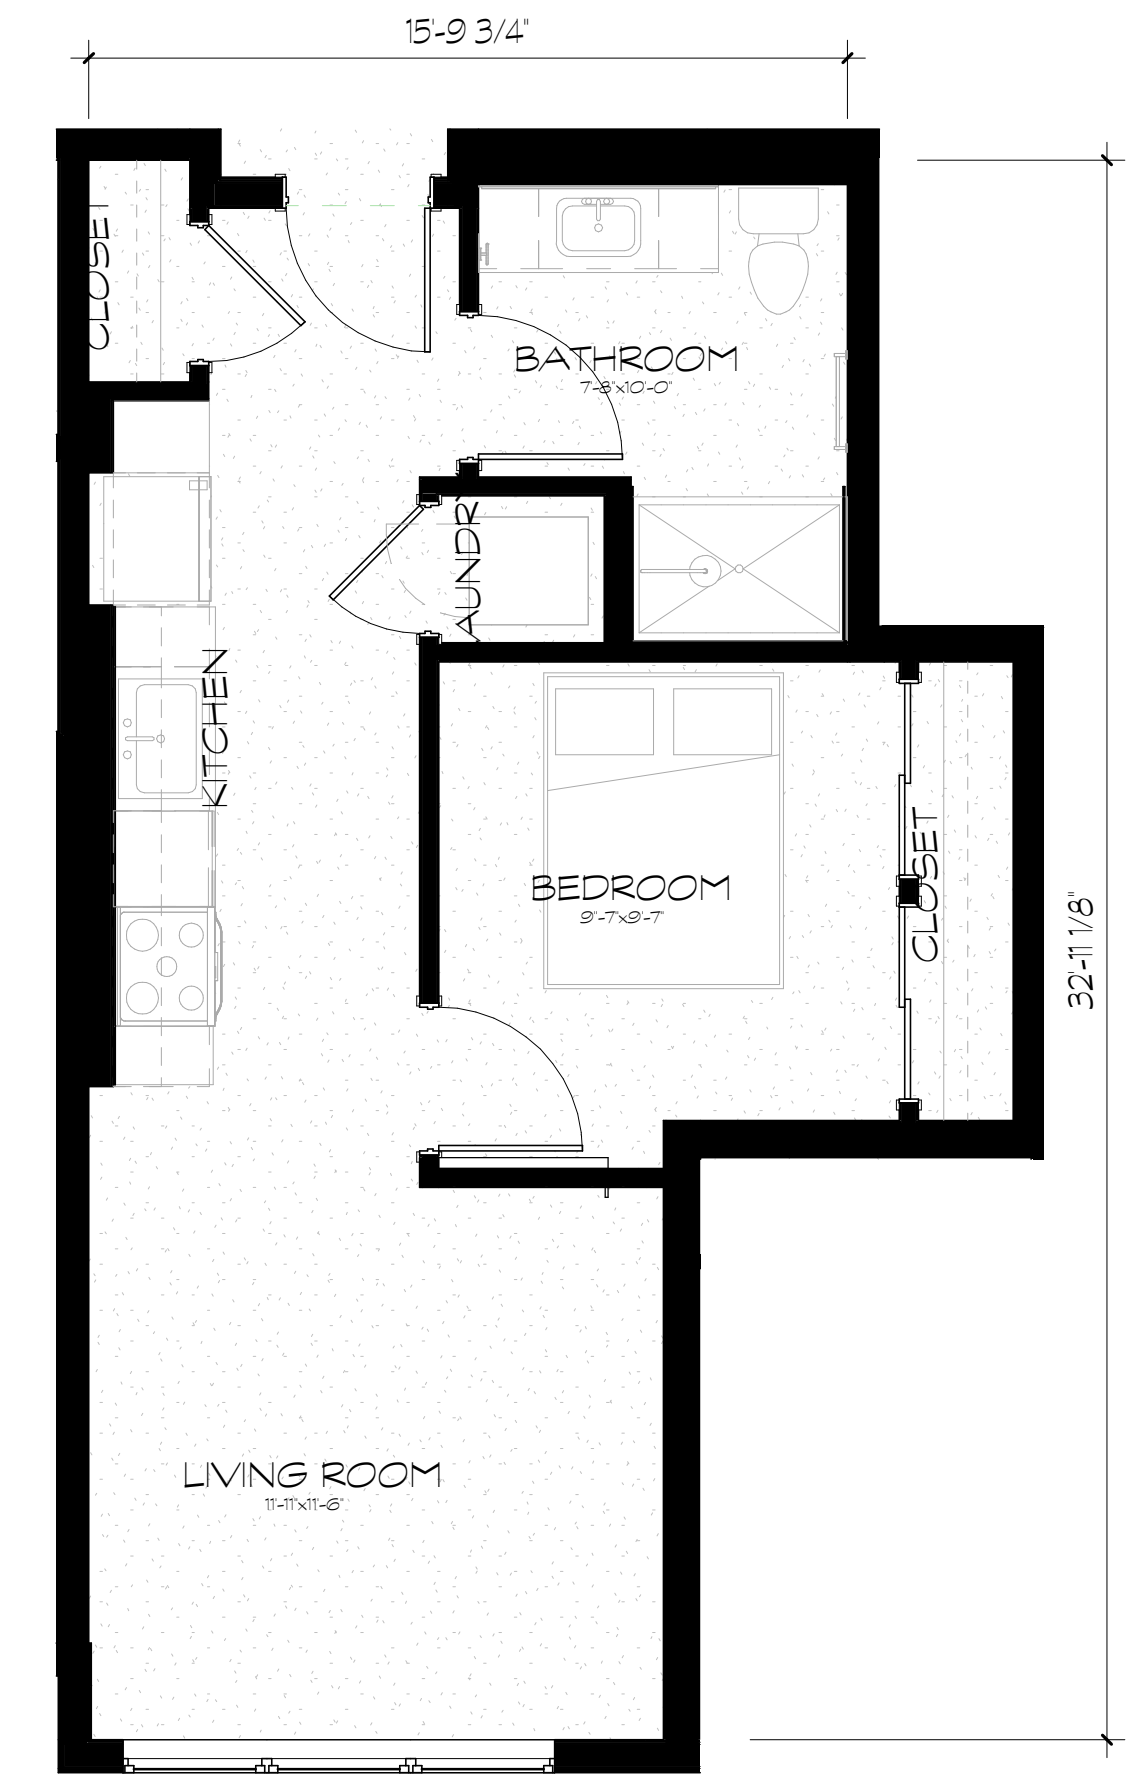 15'-9 3/4"
CLOSET
BATHROOM
7'-8"x10'-0"
AUNDR
KITCHEN
BEDROOM
9'-7"x9'-7"
CLOSET
32'-11 1/8"
LIVING ROOM
11'-11"x11'-6"